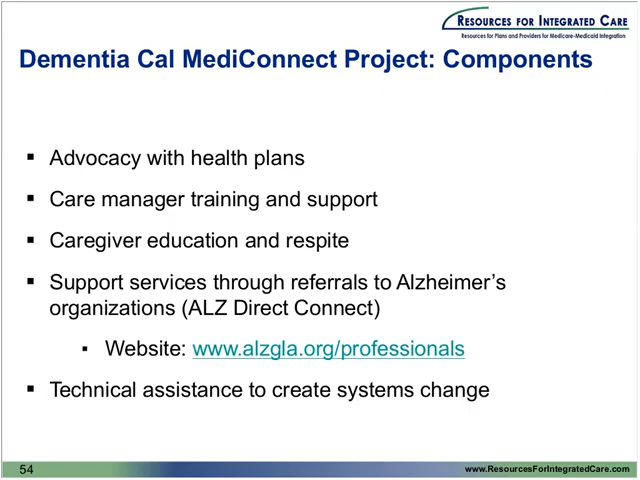 RESOURCES FOR INTEGRATED CARE
Resources for Plans and Providers for Medicare-Medicaid Integration
Dementia Cal MediConnect Project: Components
▪ Advocacy with health plans
▪ Care manager training and support
▪ Caregiver education and respite
▪ Support services through referrals to Alzheimer’s
organizations (ALZ Direct Connect)
▪ Website: www.alzgla.org/professionals
▪ Technical assistance to create systems change
54
www.ResourcesForIntegratedCare.com